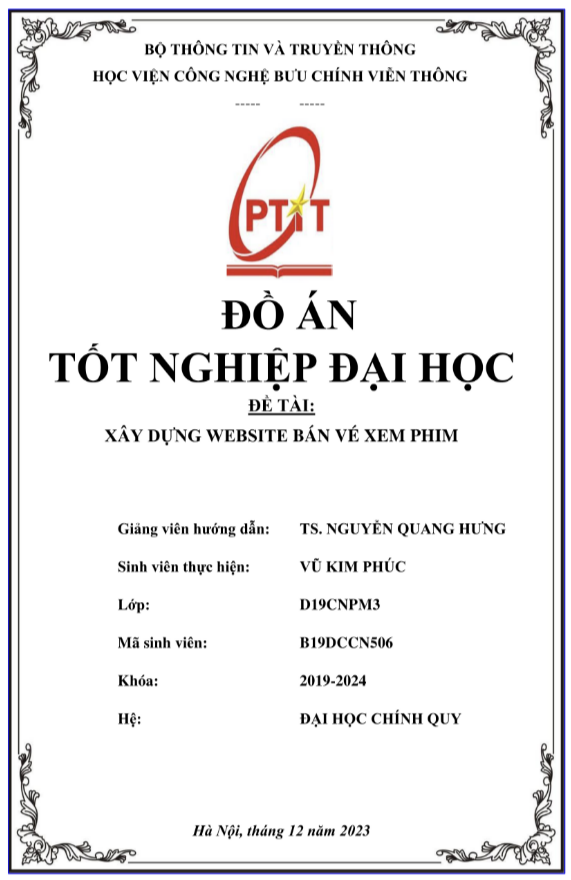 BỘ THÔNG TIN VÀ TRUYỀN THÔNG
HỌC VIỆN CÔNG NGHỆ BƯU CHÍNH VIỄN THÔNG
----- -----
PTIT
ĐỒ ÁN
TỐT NGHIỆP ĐẠI HỌC
ĐỀ TÀI:
XÂY DỰNG WEBSITE BÁN VÉ XEM PHIM
Giảng viên hướng dẫn: TS. NGUYỄN QUANG HƯNG
Sinh viên thực hiện: VŨ KIM PHÚC
Lớp: D19CNPM3
Mã sinh viên: B19DCCN506
Khóa: 2019-2024
Hệ: ĐẠI HỌC CHÍNH QUY
Hà Nội, tháng 12 năm 2023